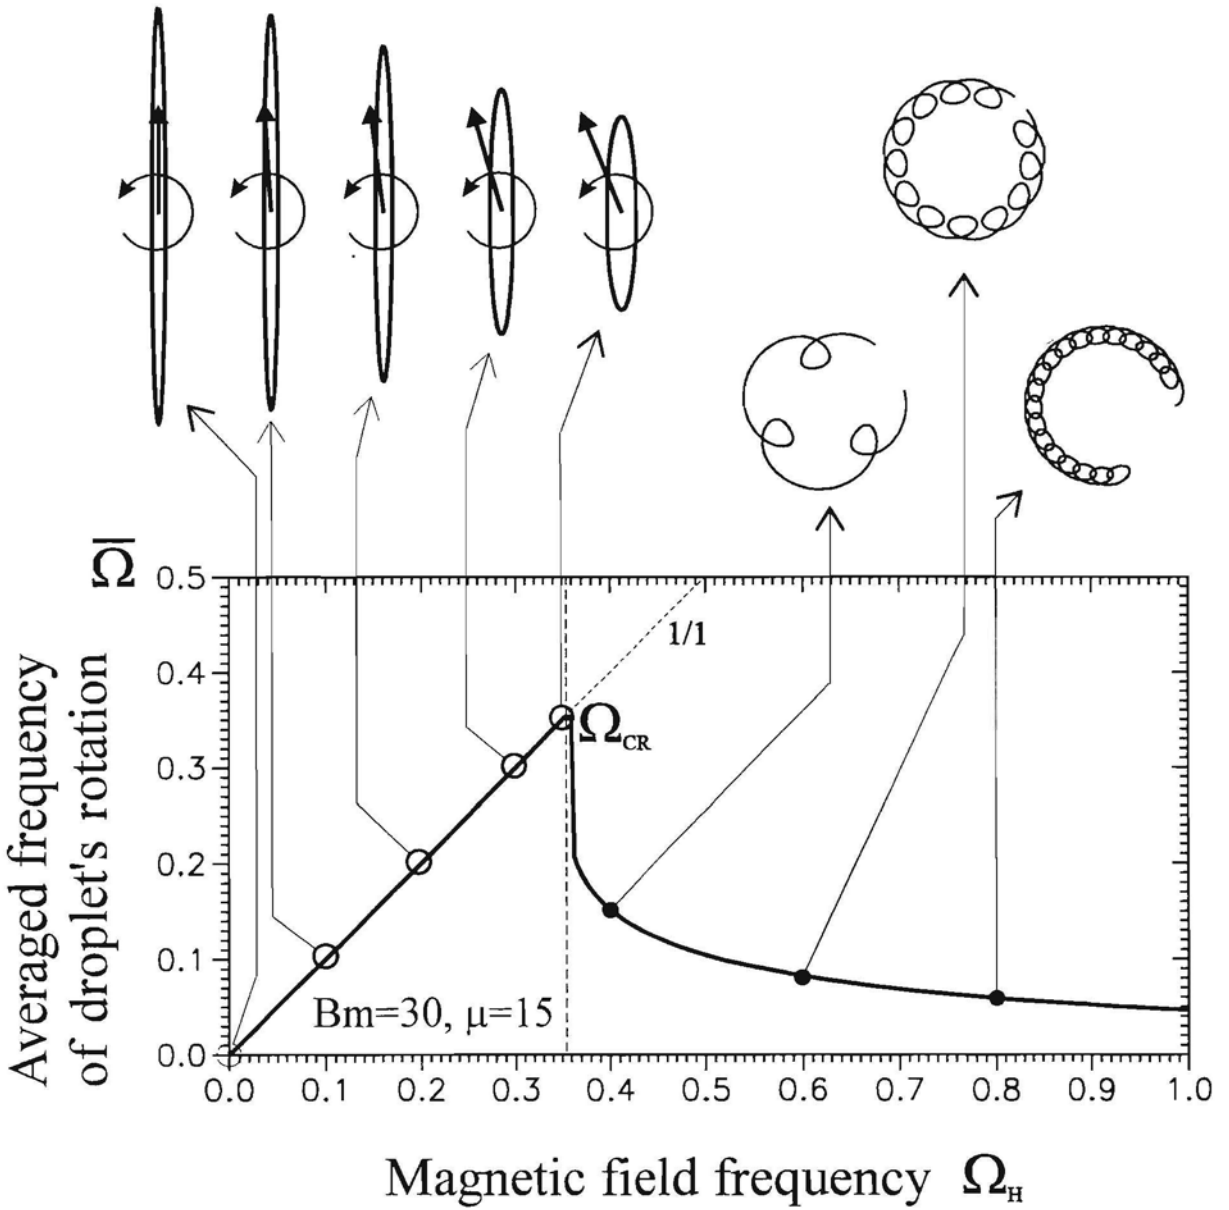 Ω̄
Averaged frequency
of droplet's rotation
0.5
0.4
0.3
0.2
0.1
0.0
1/1
Ω_CR
Bm=30, μ=15
0.0 0.1 0.2 0.3 0.4 0.5 0.6 0.7 0.8 0.9 1.0
Magnetic field frequency Ω_H